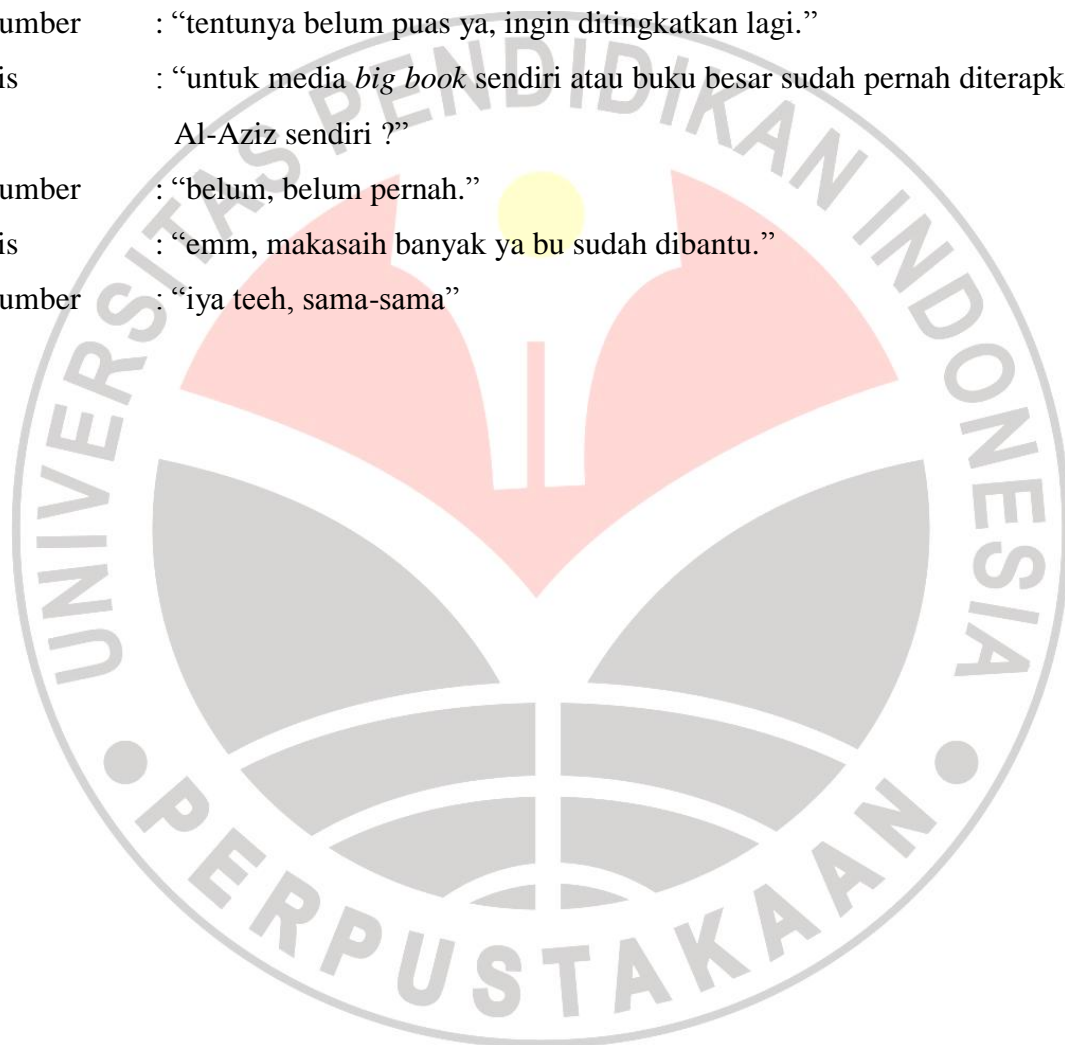 umber : “tentunya belum puas ya, ingin ditingkatkan lagi.”
is : “untuk media big book sendiri atau buku besar sudah pernah diterapk
Al-Aziz sendiri ?”
umber : “belum, belum pernah.”
is : “emm, makasaih banyak ya bu sudah dibantu.”
umber : “iya teeh, sama-sama”
UNIVERSITAS PENDIDIKAN INDONESIA
PERPUSTAKAAN